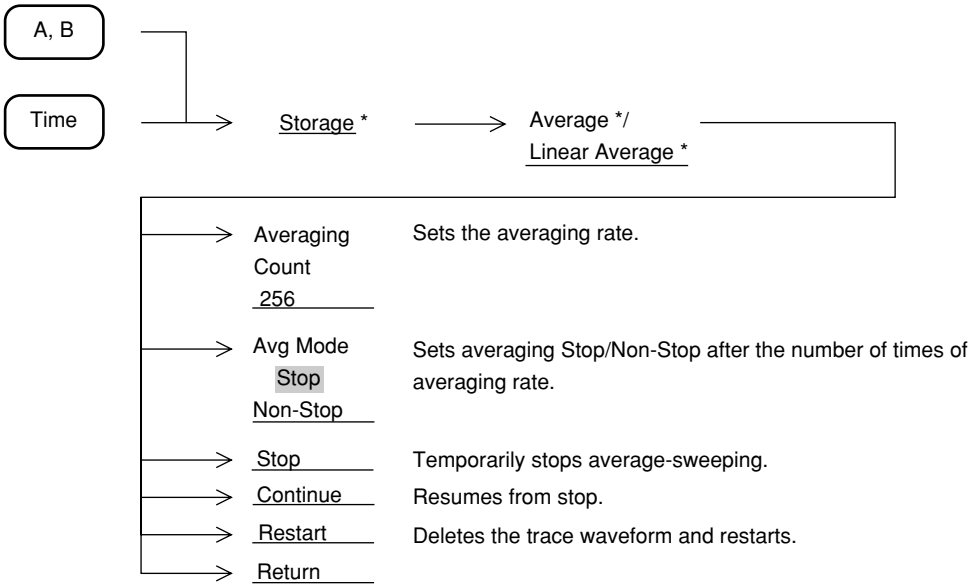 A, B
Time
Storage *
Average */
Linear Average *
Averaging
Count
256
Sets the averaging rate.
Avg Mode
Stop
Non-Stop
Sets averaging Stop/Non-Stop after the number of times of
averaging rate.
Stop
Temporarily stops average-sweeping.
Continue
Resumes from stop.
Restart
Deletes the trace waveform and restarts.
Return